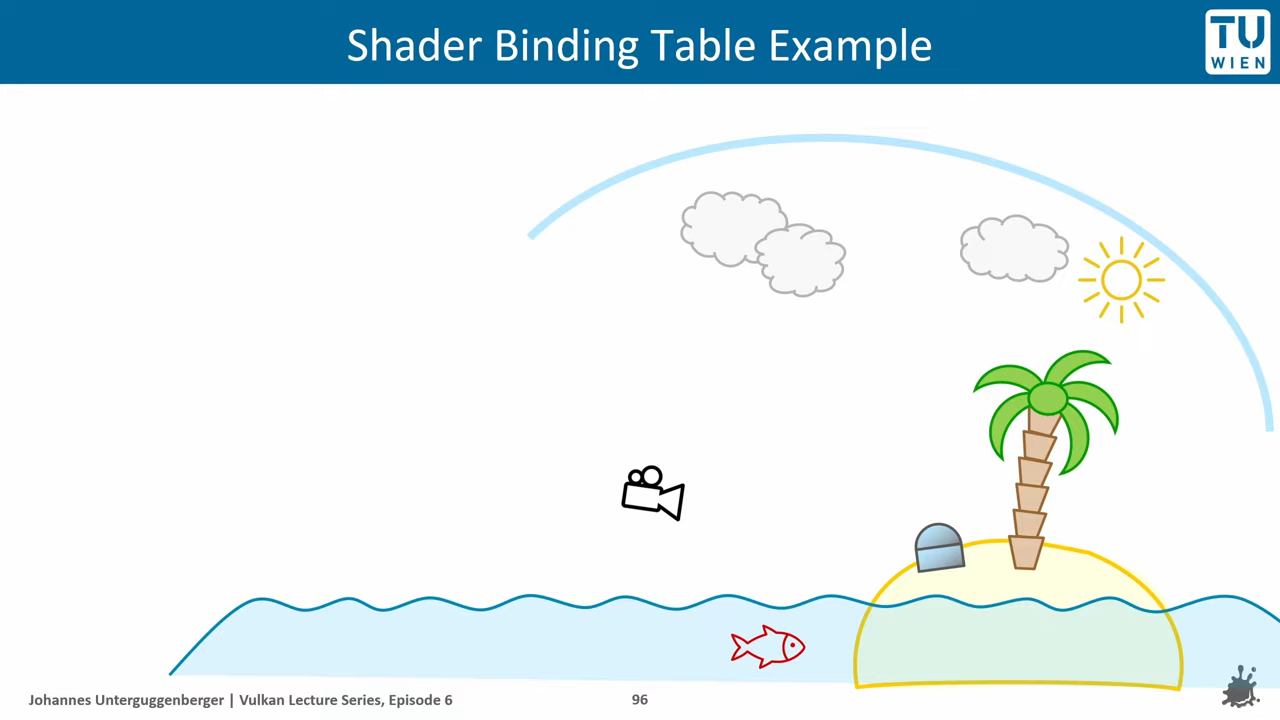 Shader Binding Table Example
TU
WIEN
Johannes Unterguggenberger | Vulkan Lecture Series, Episode 6
96